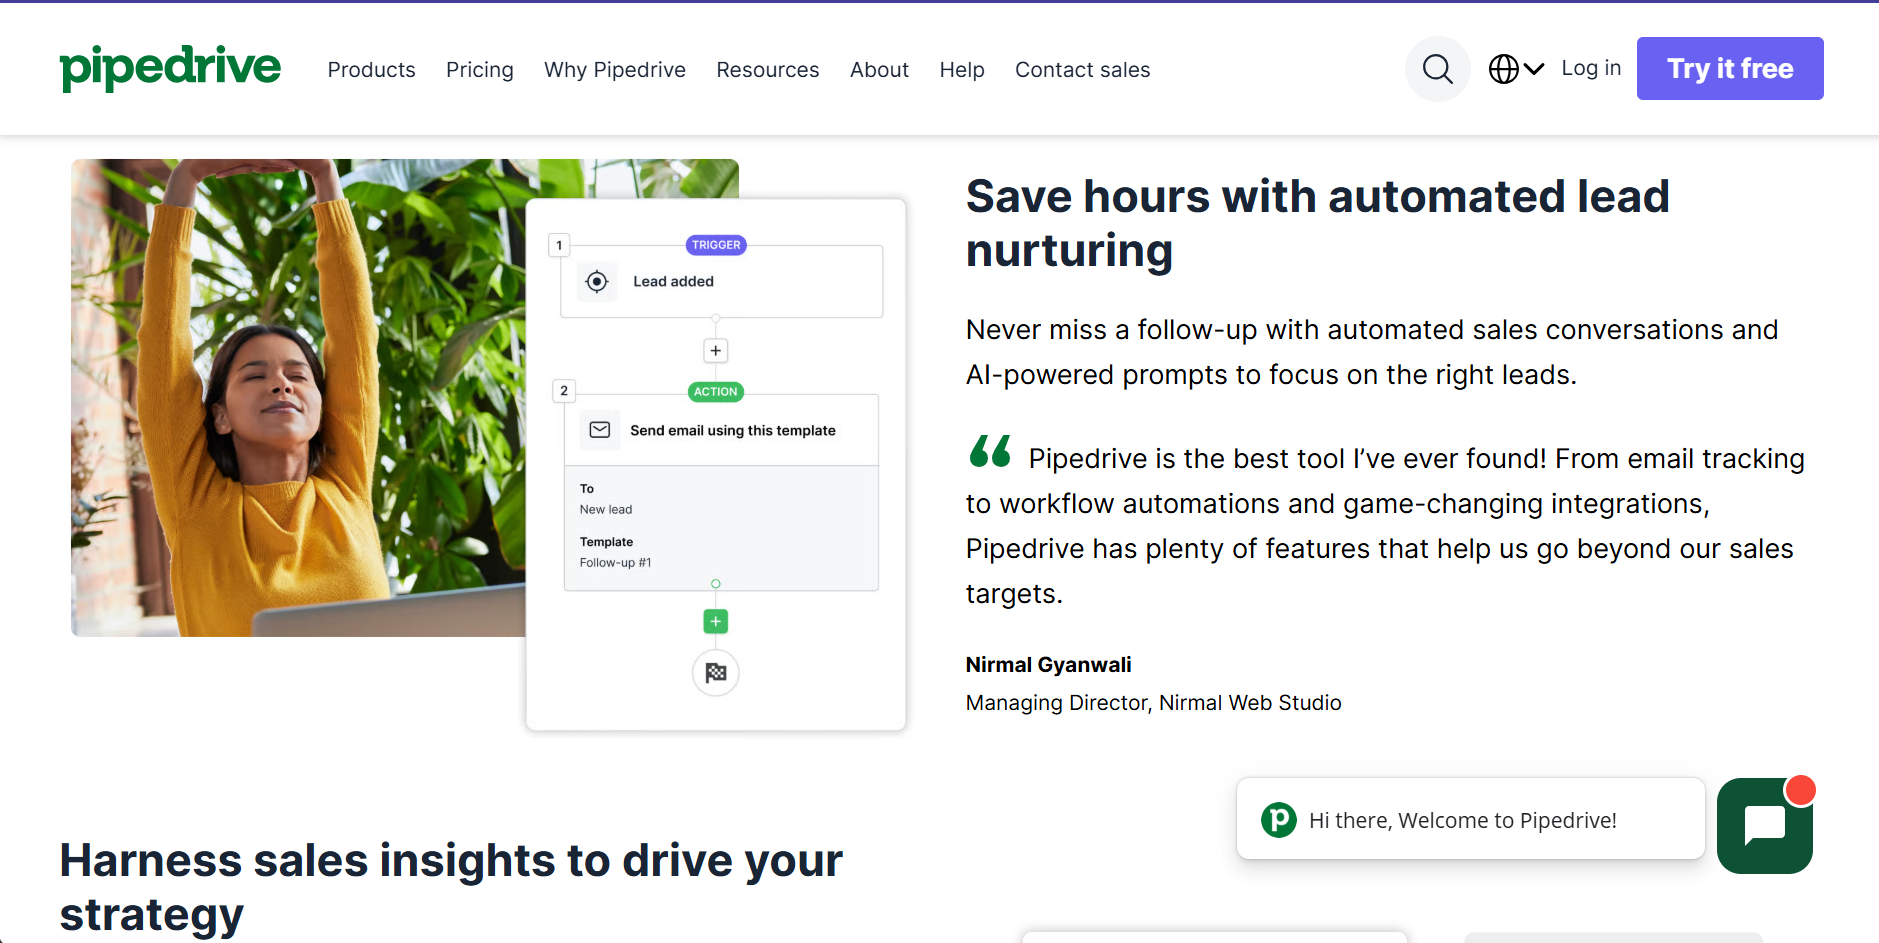 pipedrive
Products
Pricing
Why Pipedrive
Resources
About
Help
Contact sales
Log in
Try it free
1
TRIGGER
Lead added
+
2
ACTION
Send email using this template
To
New lead
Template
Follow-up #1
+
Save hours with automated lead
nurturing
Never miss a follow-up with automated sales conversations and
AI-powered prompts to focus on the right leads.
“ Pipedrive is the best tool I’ve ever found! From email tracking
to workflow automations and game-changing integrations,
Pipedrive has plenty of features that help us go beyond our sales
targets.
Nirmal Gyanwali
Managing Director, Nirmal Web Studio
p
Hi there, Welcome to Pipedrive!
Harness sales insights to drive your
strategy